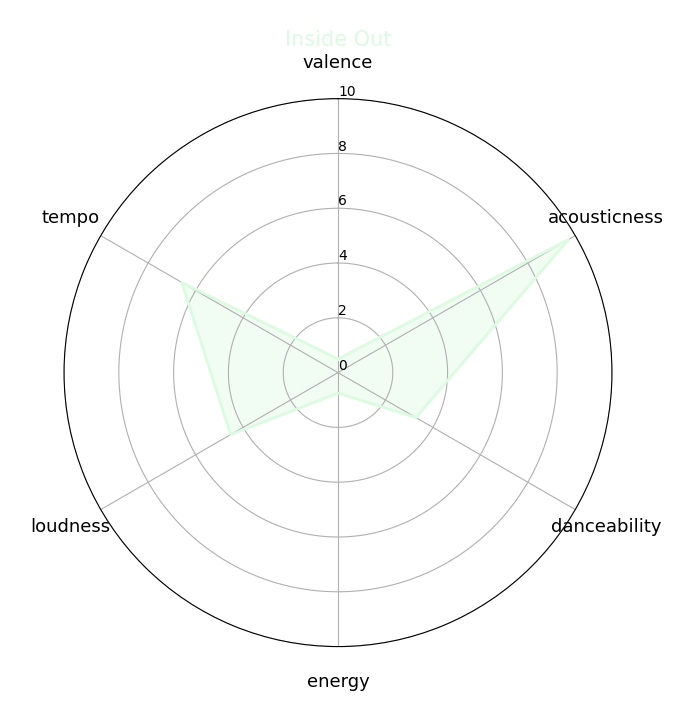 Inside Out
valence
10
8
6
4
2
0
tempo
acousticness
loudness
danceability
energy